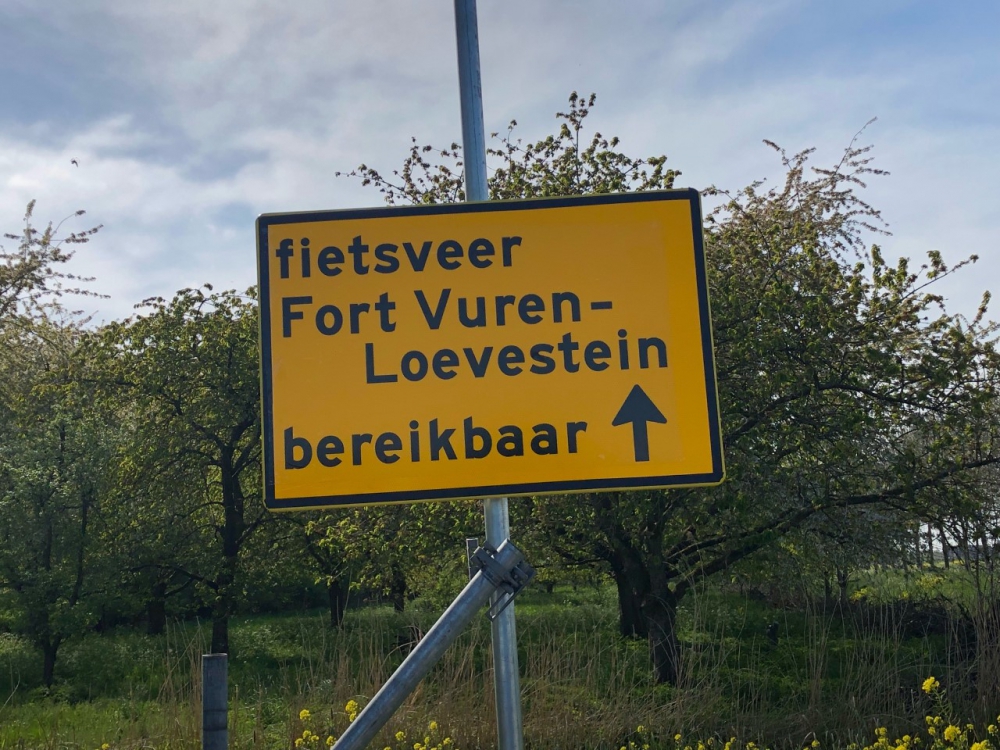 fietsveer
Fort Vuren-
Loevestein
bereikbaar